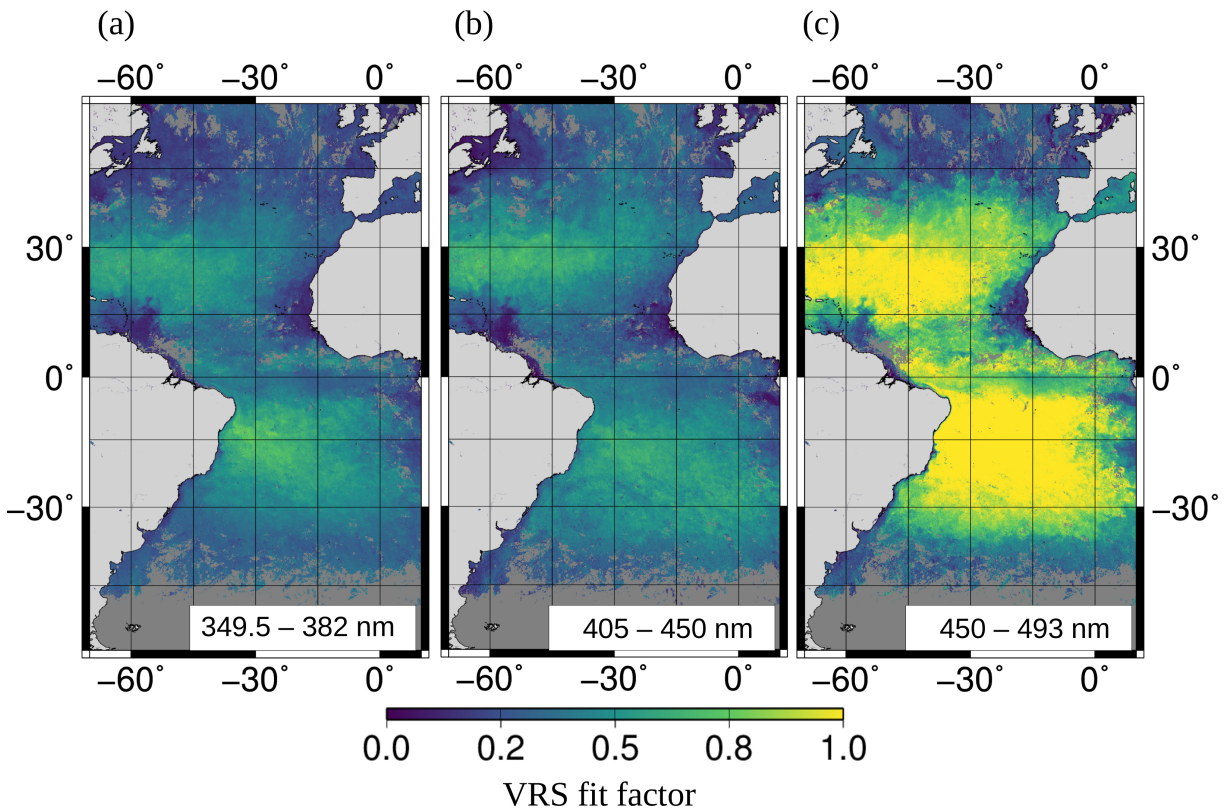 (a) (b) (c)
−60° −30° 0° −60° −30° 0° −60° −30° 0°
30° 30°
0° 0°
−30° −30°
349.5 – 382 nm 405 – 450 nm 450 – 493 nm
−60° −30° 0° −60° −30° 0° −60° −30° 0°
0.0 0.2 0.5 0.8 1.0
VRS fit factor